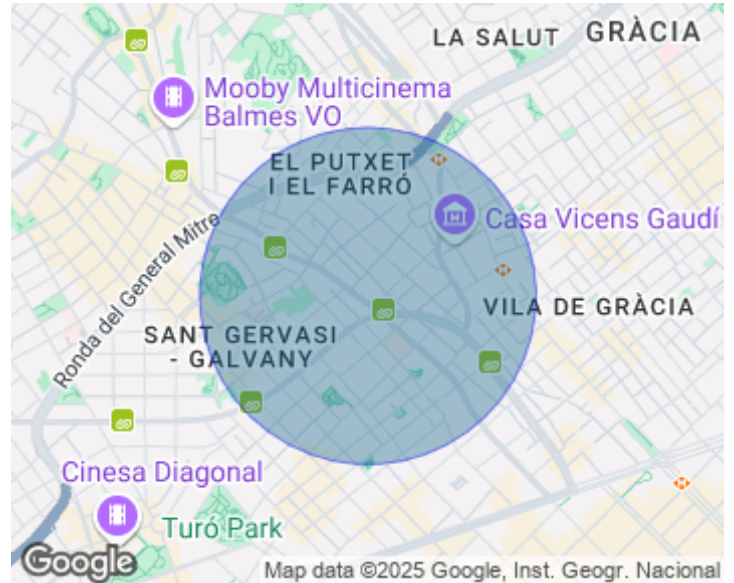 LA SALUT
GRÀCIA
Mooby Multicinema
Balmes VO
EL PUTXET
I EL FARRÓ
Casa Vicens Gaudí
Ronda del General Mitre
VILA DE GRÀCIA
SANT GERVASI
- GALVANY
Cinesa Diagonal
Turó Park
Google
Map data ©2025 Google, Inst. Geogr. Nacional